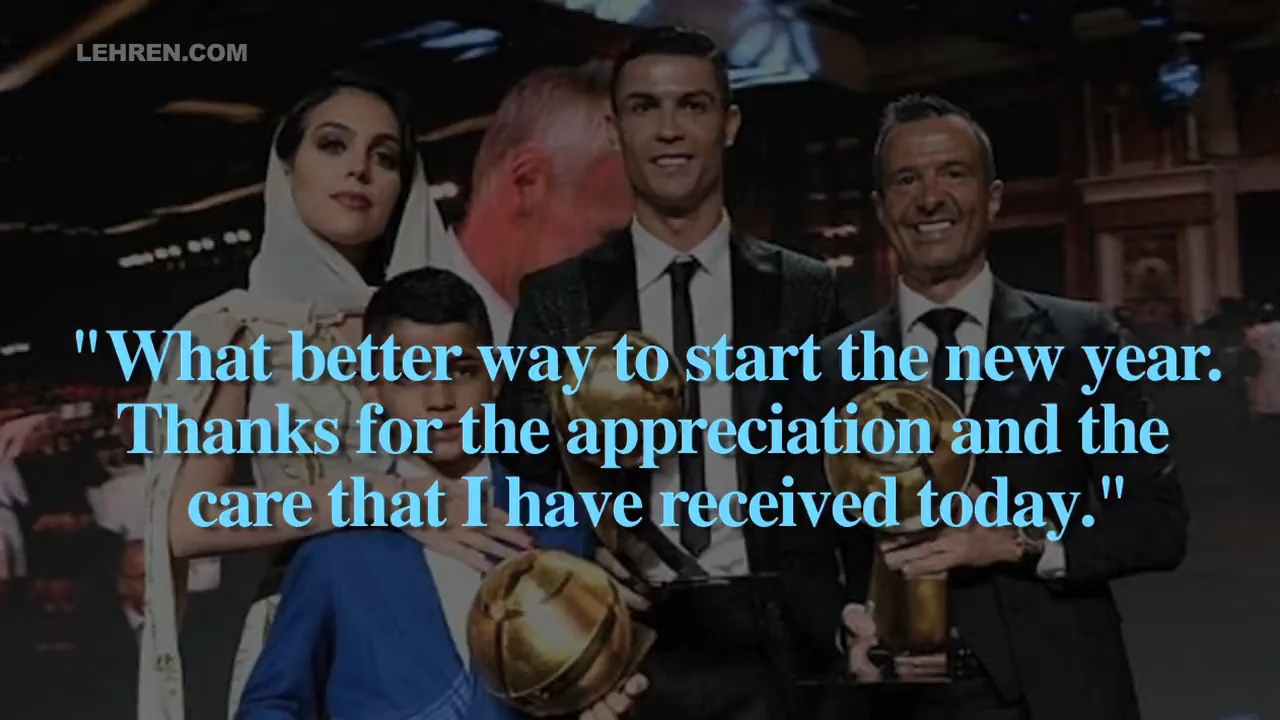 LEHREN.COM
"What better way to start the new year.
Thanks for the appreciation and the
care that I have received today."